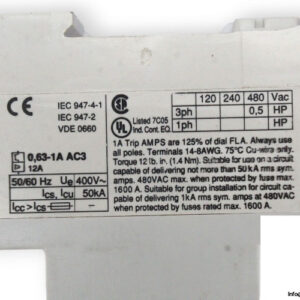 CE
IEC 947-4-1
IEC 947-2
VDE 0660
0,63-1A AC3
12A
50/60 Hz Ue 400V~
Ics, Icu 50kA
Icc>Ics
Listed 7C05
Ind. Cont. EQ.
120 240 480 Vac
3ph 0,5 HP
1ph HP
1A Trip AMPS are 125% of dial FLA. Always use
all poles. Terminals 14-8AWG. 75°C Cu-wire only.
Torque 12 lb. in. (1.4 Nm). Suitable for use on a circuit
capable of delivering not more than 50 kA rms sym.
amps. 480VAC max. when protected by fuses max.
1600 A. Suitable for group installation for circuit
capable of delivering 1kA rms sym. amps at 480VAC
when protected by fuses rated max. 1600 A.